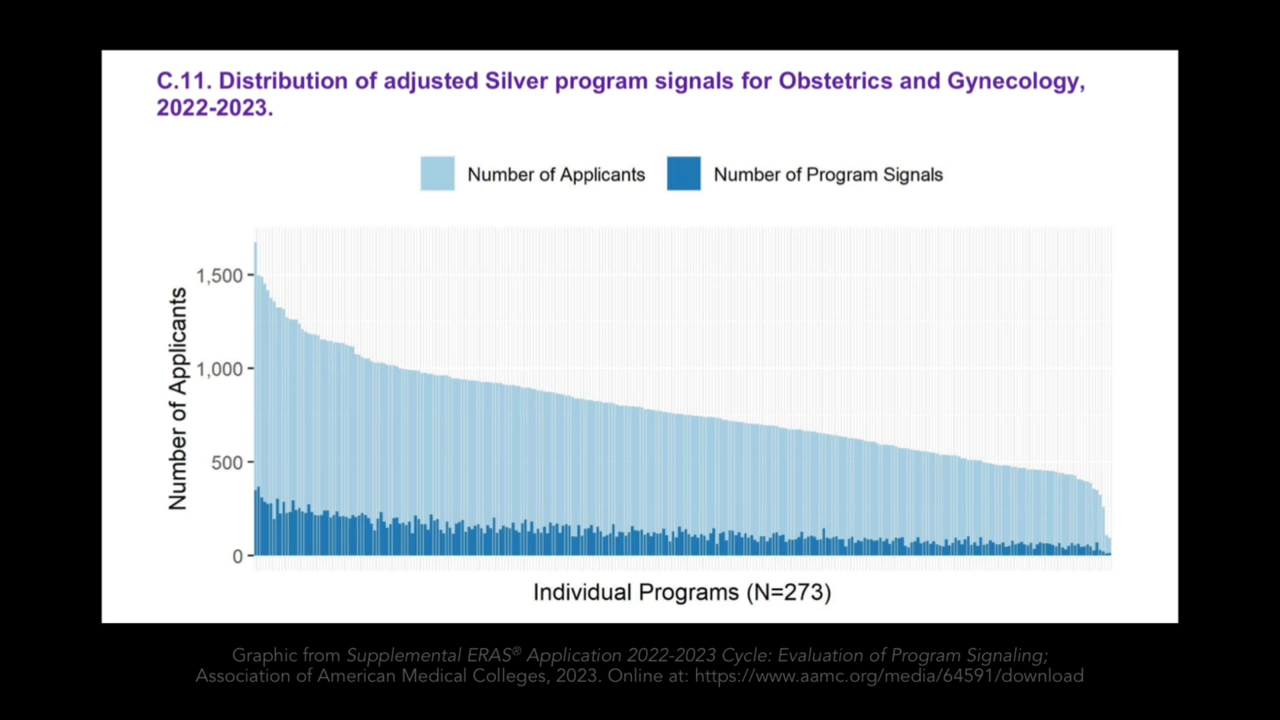 C.11. Distribution of adjusted Silver program signals for Obstetrics and Gynecology,
2022-2023.
Number of Applicants
Number of Program Signals
Number of Applicants
1,500
1,000
500
0
Individual Programs (N=273)
Graphic from Supplemental ERAS® Application 2022-2023 Cycle: Evaluation of Program Signaling;
Association of American Medical Colleges, 2023. Online at: https://www.aamc.org/media/64591/download